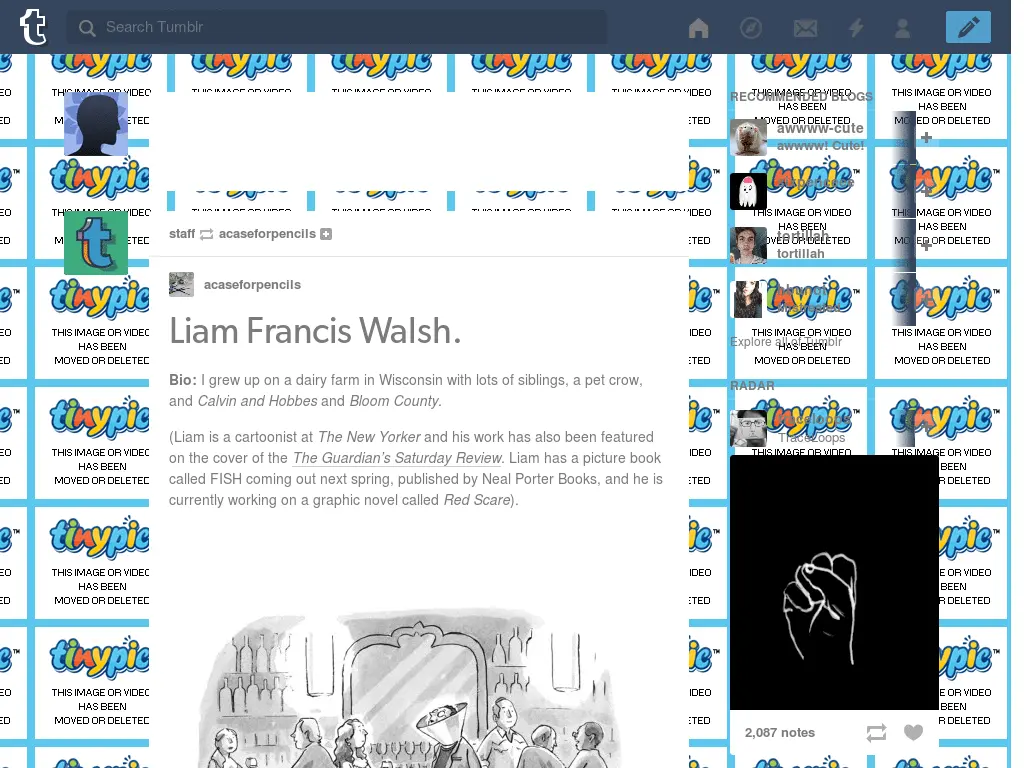 Search Tumblr
staff acaseforpencils
acaseforpencils
Liam Francis Walsh.
Bio: I grew up on a dairy farm in Wisconsin with lots of siblings, a pet crow,
and Calvin and Hobbes and Bloom County.
(Liam is a cartoonist at The New Yorker and his work has also been featured
on the cover of the The Guardian's Saturday Review. Liam has a picture book
called FISH coming out next spring, published by Neal Porter Books, and he is
currently working on a graphic novel called Red Scare).
RECOMMENDED BLOGS
awwww-cute
awwww! Cute!
tortillah
tortillah
Explore all of Tumblr
RADAR
traceloops
TraceLoops
2,087 notes
tinypic™
THIS IMAGE OR VIDEO
HAS BEEN
MOVED OR DELETED